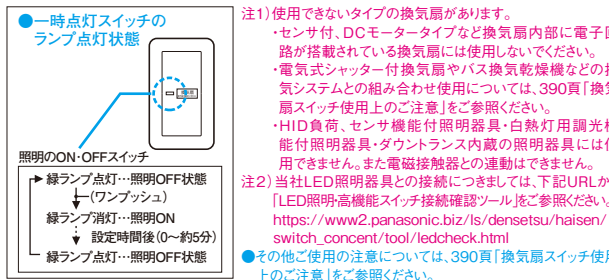 ●一時点灯スイッチの
ランプ点灯状態
照明のON・OFFスイッチ
緑ランプ点灯…照明OFF状態
(ワンプッシュ)
緑ランプ消灯…照明ON
設定時間後(0〜約5分)
緑ランプ点灯…照明OFF状態
注1)使用できないタイプの換気扇があります。
・センサ付、DCモータータイプなど換気扇内部に電子回
路が搭載されている換気扇には使用しないでください。
・電気式シャッター付換気扇やバス換気乾燥機などの換
気システムとの組み合わせ使用については、390頁「換気
扇スイッチ使用上のご注意」をご参照ください。
・HID負荷、センサ機能付照明器具・白熱灯用調光機
能付照明器具・ダウントランス内蔵の照明器具には使
用できません。また電磁接触器との連動はできません。
注2)当社LED照明器具との接続につきましては、下記URLか
「LED照明・高機能スイッチ接続確認ツール」をご参照ください。
https://www2.panasonic.biz/ls/densetsu/haisen/
switch_concent/tool/ledcheck.html
●その他ご使用の注意については、390頁「換気扇スイッチ使用
上のご注意」をご参照ください。